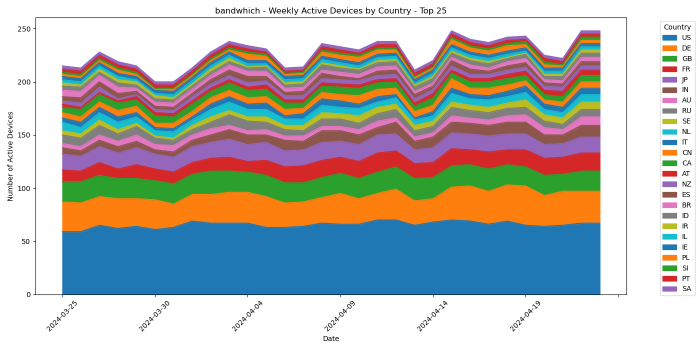 bandwhich - Weekly Active Devices by Country - Top 25
Number of Active Devices
250
200
150
100
50
0
2024-03-25
2024-03-30
2024-04-04
2024-04-09
2024-04-14
2024-04-19
Date
Country
US
DE
GB
FR
JP
IN
AU
RU
SE
NL
IT
CN
CA
AT
NZ
ES
BR
ID
IR
IL
IE
PL
SI
PT
SA